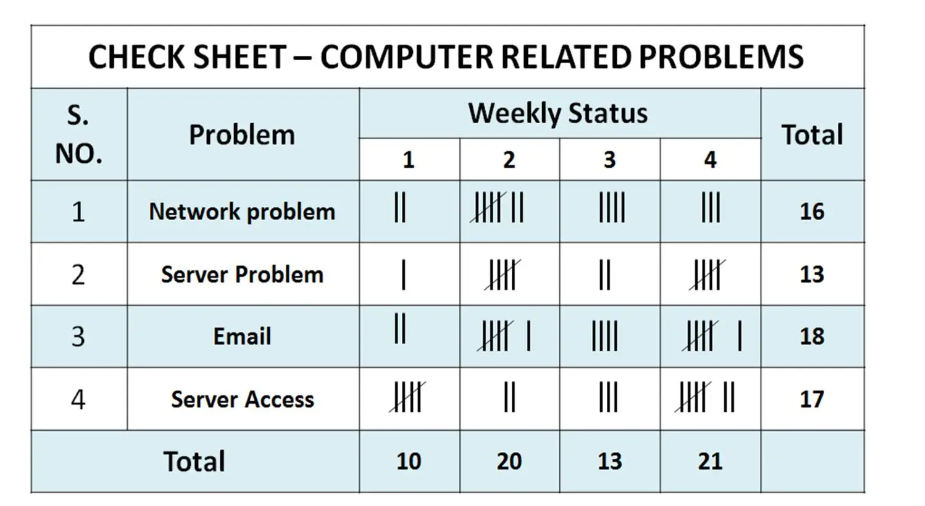 CHECK SHEET – COMPUTER RELATED PROBLEMS
S. NO. Problem Weekly Status Total
1 2 3 4
1 Network problem 16
2 Server Problem 13
3 Email 18
4 Server Access 17
Total 10 20 13 21